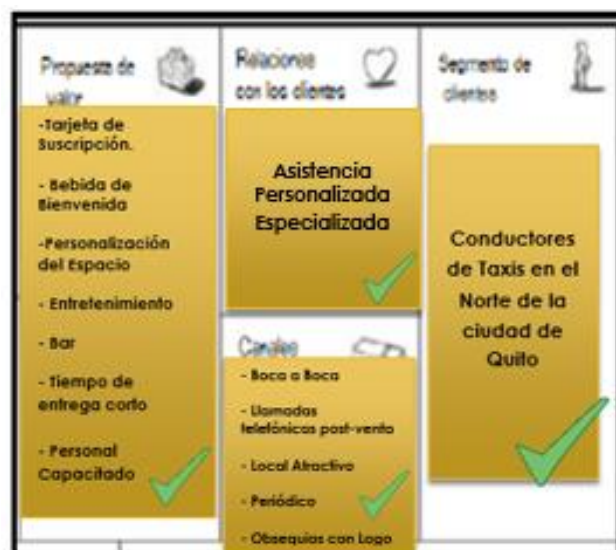 Propuesta de
valor
-Tarjeta de
Suscripción.
- Bebida de
Bienvenida
-Personalización
del Espacio
- Entretenimiento
- Bar
- Tiempo de
entrega corto
- Personal
Capacitado
Relaciones
con los clientes
Asistencia
Personalizada
Especializada
Canales
- Boca a Boca
- Llamadas
telefónicas post-venta
- Local Atractivo
- Periódico
- Obsequios con Logo
Segmento de
clientes
Conductores
de Taxis en el
Norte de la
ciudad de
Quito